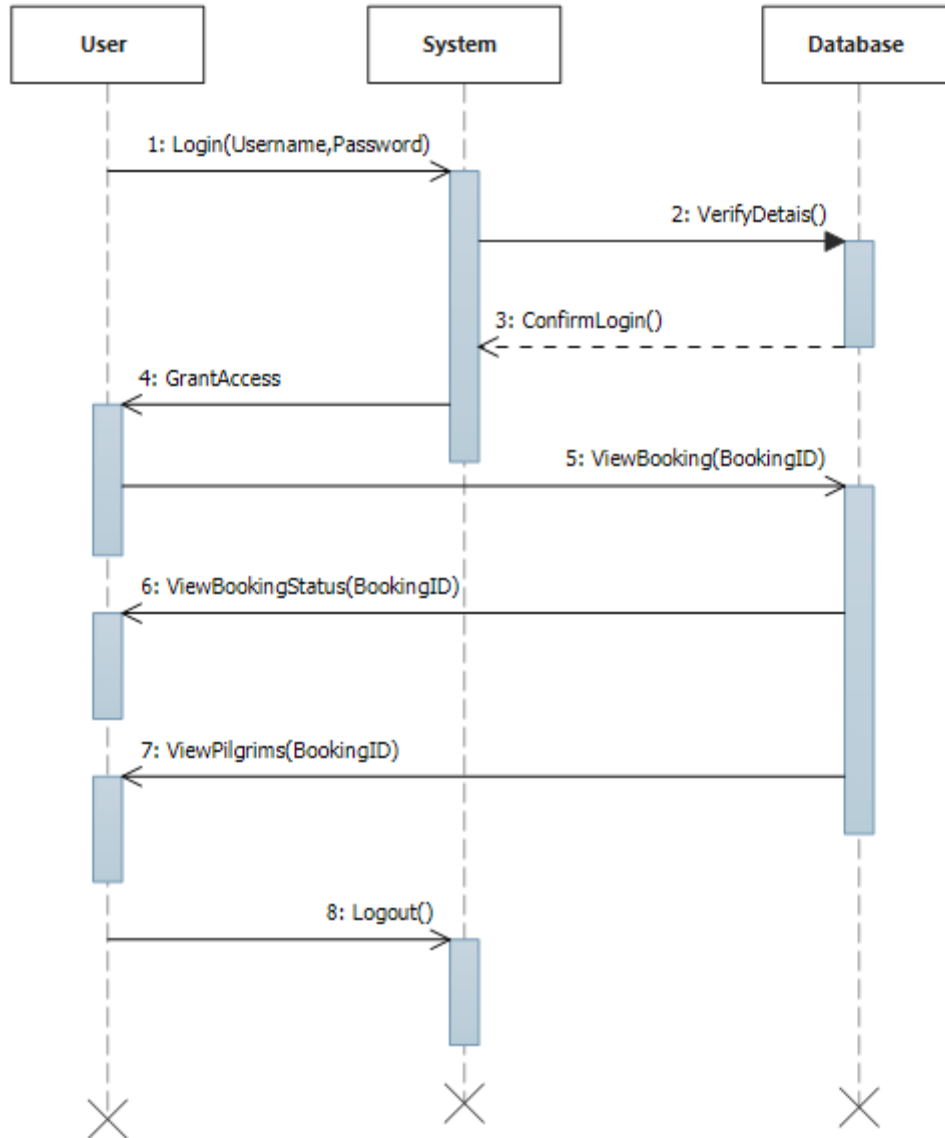 User
System
Database
1: Login(Username,Password)
2: VerifyDetais()
3: ConfirmLogin()
4: GrantAccess
5: ViewBooking(BookingID)
6: ViewBookingStatus(BookingID)
7: ViewPilgrims(BookingID)
8: Logout()